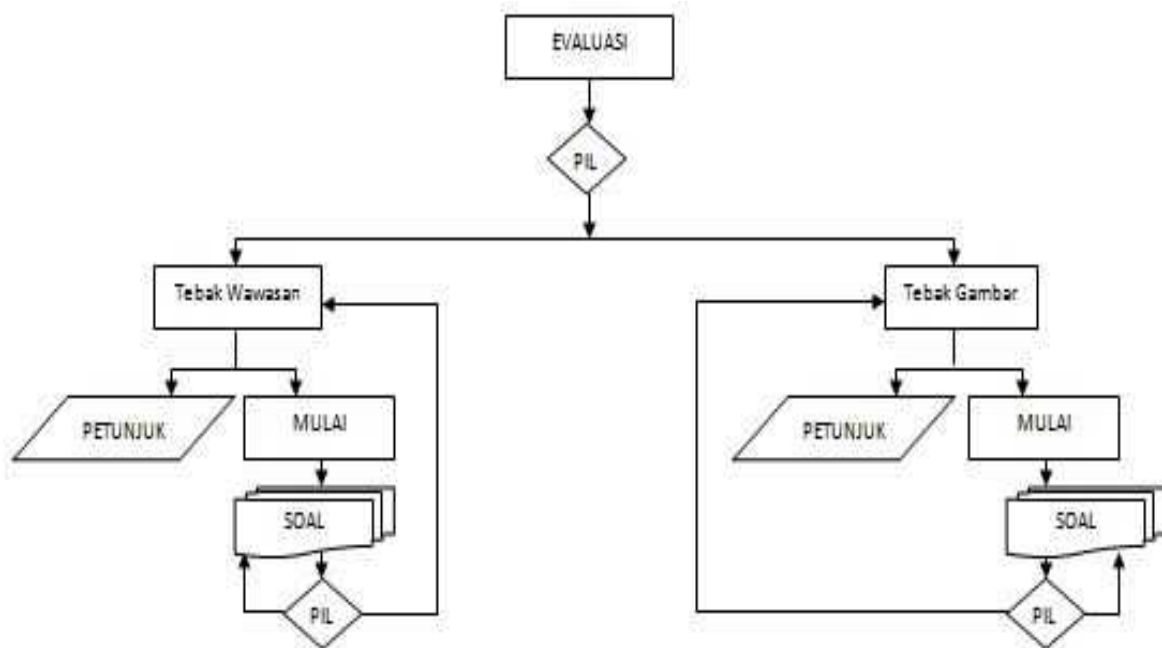 EVALUASI
PIL
Tebak Wawasan
Tebak Gambar
PETUNJUK
MULAI
PETUNJUK
MULAI
SOAL
SOAL
PIL
PIL